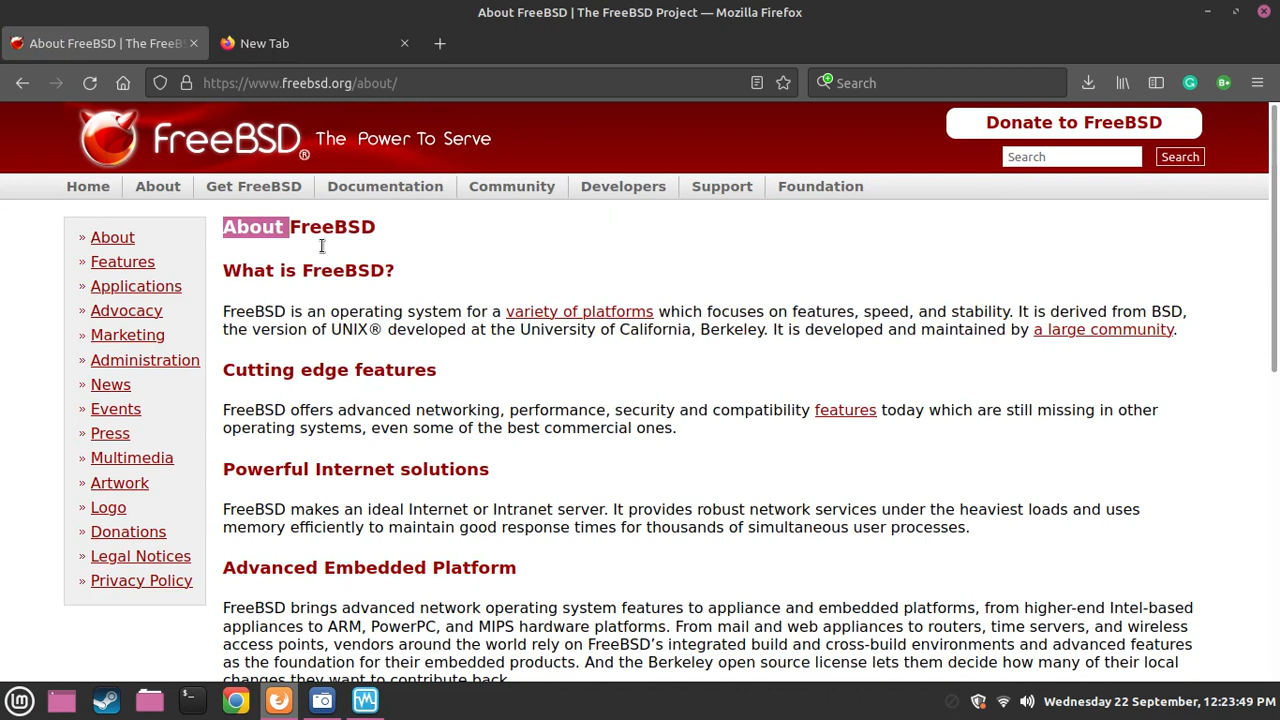 About FreeBSD | The FreeBSD Project — Mozilla Firefox
About FreeBSD | The FreeBS
New Tab
https://www.freebsd.org/about/
Search
FreeBSD® The Power To Serve
Donate to FreeBSD
Search
Search
Home
About
Get FreeBSD
Documentation
Community
Developers
Support
Foundation
» About
» Features
» Applications
» Advocacy
» Marketing
» Administration
» News
» Events
» Press
» Multimedia
» Artwork
» Logo
» Donations
» Legal Notices
» Privacy Policy
About FreeBSD
What is FreeBSD?
FreeBSD is an operating system for a variety of platforms which focuses on features, speed, and stability. It is derived from BSD,
the version of UNIX® developed at the University of California, Berkeley. It is developed and maintained by a large community.
Cutting edge features
FreeBSD offers advanced networking, performance, security and compatibility features today which are still missing in other
operating systems, even some of the best commercial ones.
Powerful Internet solutions
FreeBSD makes an ideal Internet or Intranet server. It provides robust network services under the heaviest loads and uses
memory efficiently to maintain good response times for thousands of simultaneous user processes.
Advanced Embedded Platform
FreeBSD brings advanced network operating system features to appliance and embedded platforms, from higher-end Intel-based
appliances to ARM, PowerPC, and MIPS hardware platforms. From mail and web appliances to routers, time servers, and wireless
access points, vendors around the world rely on FreeBSD’s integrated build and cross-build environments and advanced features
as the foundation for their embedded products. And the Berkeley open source license lets them decide how many of their local
changes they want to contribute back.
Wednesday 22 September, 12:23:49 PM